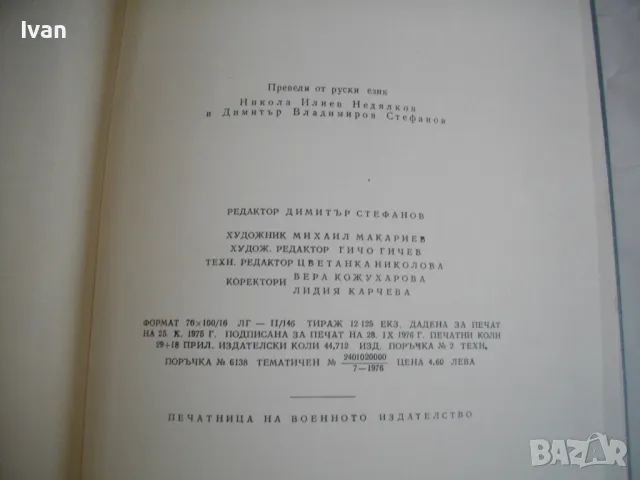 Ivan
Превели от руски език
Никола Илиев Недялков
и Димитър Владимиров Стефанов
РЕДАКТОР ДИМИТЪР СТЕФАНОВ
ХУДОЖНИК МИХАИЛ МАКАРИЕВ
ХУДОЖ. РЕДАКТОР ГИЧО ГИЧЕВ
ТЕХН. РЕДАКТОР ЦВЕТАНКА НИКОЛОВА
КОРЕКТОРИ ВЕРА КОЖУХАРОВА
ЛИДИЯ КАРЧЕВА
ФОРМАТ 70×100/16 ЛГ — II/146 ТИРАЖ 12 125 ЕКЗ. ДАДЕНА ЗА ПЕЧАТ
НА 25. X. 1975 Г. ПОДПИСАНА ЗА ПЕЧАТ НА 28. IX 1976 Г. ПЕЧАТНИ КОЛИ
29+18 ПРИЛ. ИЗДАТЕЛСКИ КОЛИ 44,712 ИЗД. ПОРЪЧКА № 2 ТЕХН.
ПОРЪЧКА № 6138 ТЕМАТИЧЕН № 2401020000/7—1976 ЦЕНА 4,60 ЛЕВА
ПЕЧАТНИЦА НА ВОЕННОТО ИЗДАТЕЛСТВО
BAZAR